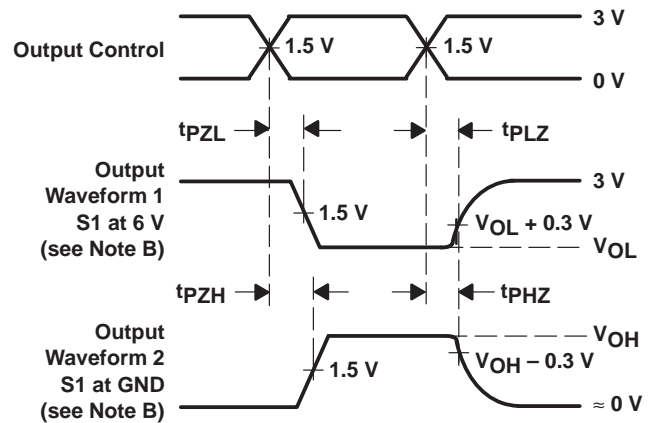 3 V
Output Control
1.5 V
1.5 V
0 V
tPZL
tPLZ
Output
Waveform 1
S1 at 6 V
(see Note B)
3 V
1.5 V
VOL + 0.3 V
VOL
tPZH
tPHZ
Output
Waveform 2
S1 at GND
(see Note B)
VOH
1.5 V
VOH – 0.3 V
≈ 0 V